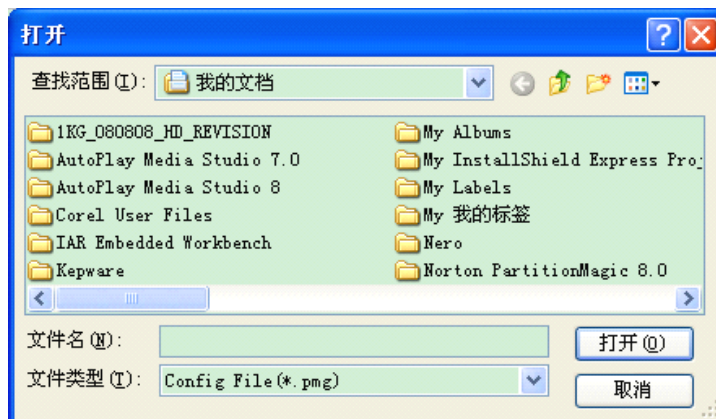 打开
查找范围(I): 我的文档
1KG_080808_HD_REVISION
AutoPlay Media Studio 7.0
AutoPlay Media Studio 8
Corel User Files
IAR Embedded Workbench
Kepware
My Albums
My InstallShield Express Proj
My Labels
My 我的标签
Nero
Norton PartitionMagic 8.0
文件名(N): 打开(O)
文件类型(T): Config File(*.pmg) 取消